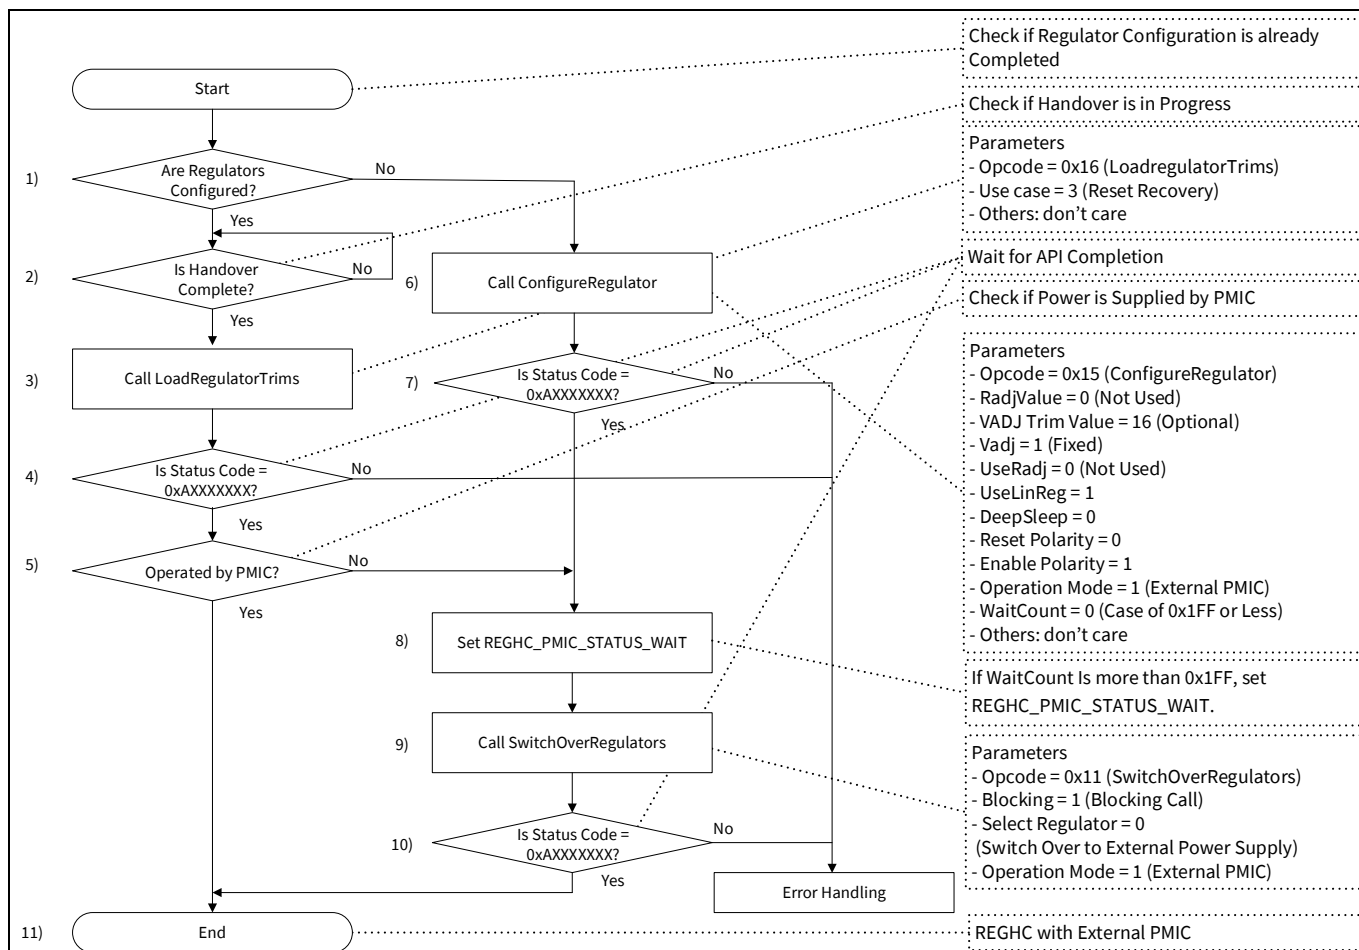 Start
1)
Are Regulators
Configured?
No
Yes
2)
Is Handover
Complete?
No
Yes
3)
Call LoadRegulatorTrims
4)
Is Status Code =
0xAXXXXXXX?
No
Yes
5)
Operated by PMIC?
No
Yes
6)
Call ConfigureRegulator
7)
Is Status Code =
0xAXXXXXXX?
No
Yes
8)
Set REGHC_PMIC_STATUS_WAIT
9)
Call SwitchOverRegulators
10)
Is Status Code =
0xAXXXXXXX?
No
Yes
Error Handling
11)
End
Check if Regulator Configuration is already
Completed
Check if Handover is in Progress
Parameters
- Opcode = 0x16 (LoadregulatorTrims)
- Use case = 3 (Reset Recovery)
- Others: don’t care
Wait for API Completion
Check if Power is Supplied by PMIC
Parameters
- Opcode = 0x15 (ConfigureRegulator)
- RadjValue = 0 (Not Used)
- VADJ Trim Value = 16 (Optional)
- Vadj = 1 (Fixed)
- UseRadj = 0 (Not Used)
- UseLinReg = 1
- DeepSleep = 0
- Reset Polarity = 0
- Enable Polarity = 1
- Operation Mode = 1 (External PMIC)
- WaitCount = 0 (Case of 0x1FF or Less)
- Others: don’t care
If WaitCount Is more than 0x1FF, set
REGHC_PMIC_STATUS_WAIT.
Parameters
- Opcode = 0x11 (SwitchOverRegulators)
- Blocking = 1 (Blocking Call)
- Select Regulator = 0
(Switch Over to External Power Supply)
- Operation Mode = 1 (External PMIC)
REGHC with External PMIC